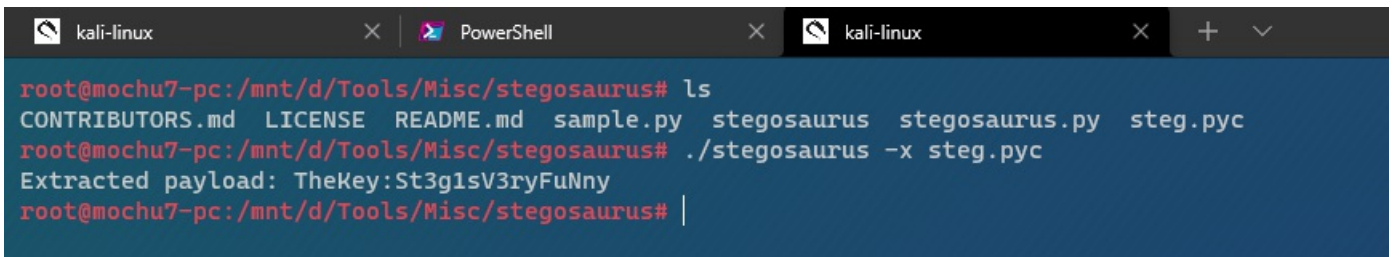 kali-linux PowerShell kali-linux
root@mochu7-pc:/mnt/d/Tools/Misc/stegosaurus# ls
CONTRIBUTORS.md LICENSE README.md sample.py stegosaurus stegosaurus.py steg.pyc
root@mochu7-pc:/mnt/d/Tools/Misc/stegosaurus# ./stegosaurus -x steg.pyc
Extracted payload: TheKey:St3g1sV3ryFuNny
root@mochu7-pc:/mnt/d/Tools/Misc/stegosaurus#